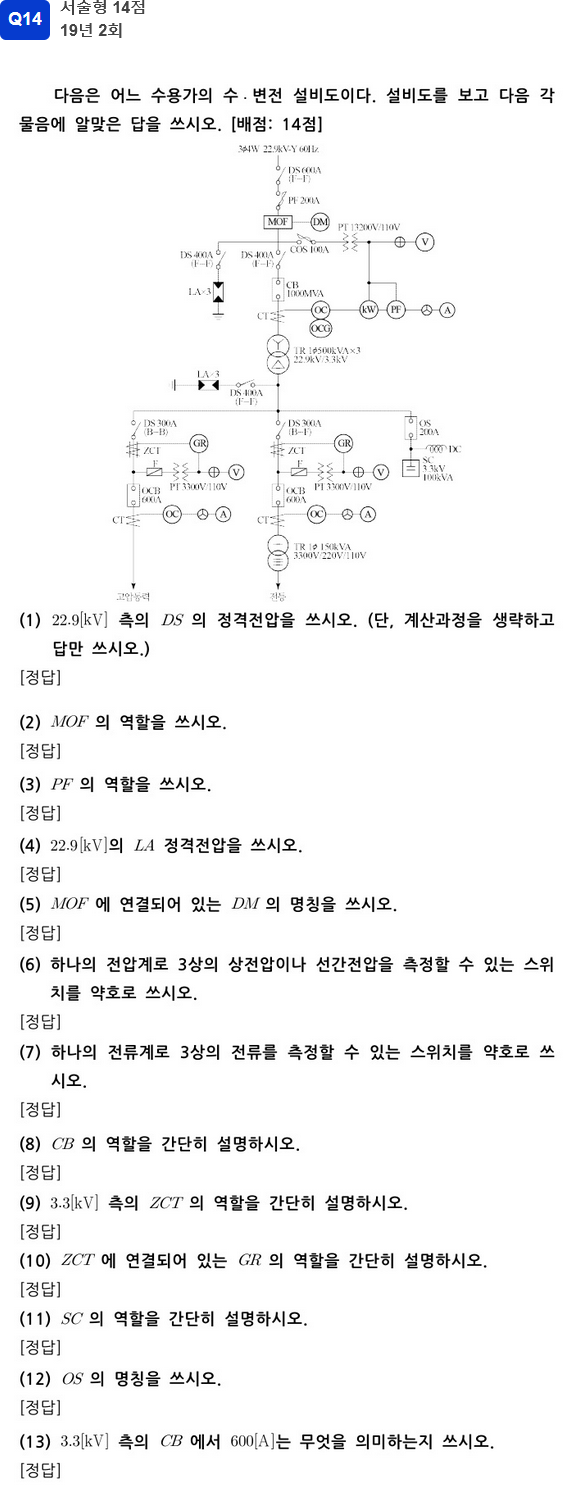 Q14
서술형 14점
19년 2회
다음은 어느 수용가의 수·변전 설비도이다. 설비도를 보고 다음 각
물음에 알맞은 답을 쓰시오. [배점: 14점]
3ϕ4W 22.9kV-Y 60Hz
DS 600A
(F-F)
PF 200A
MOF
DM
PT 13200V/110V
COS 100A
V
DS 400A
(F-F)
DS 400A
(F-F)
LA×3
CB
1000MVA
CT
OC
OCG
kW
PF
A
TR 1ϕ500kVA×3
22.9kV/3.3kV
LA×3
DS 400A
(F-F)
DS 300A
(B-B)
DS 300A
(B-F)
OS
200A
ZCT
GR
ZCT
GR
DC
F
V
F
V
SC
3.3kV
100kVA
PT 3300V/110V
PT 3300V/110V
OCB
600A
OCB
600A
CT
OC
A
CT
OC
A
TR 1ϕ 150kVA
3300V/220V/110V
고압동력
전등
(1) 22.9[kV] 측의 DS 의 정격전압을 쓰시오. (단, 계산과정을 생략하고
답만 쓰시오.)
[정답]
(2) MOF 의 역할을 쓰시오.
[정답]
(3) PF 의 역할을 쓰시오.
[정답]
(4) 22.9[kV]의 LA 정격전압을 쓰시오.
[정답]
(5) MOF 에 연결되어 있는 DM 의 명칭을 쓰시오.
[정답]
(6) 하나의 전압계로 3상의 상전압이나 선간전압을 측정할 수 있는 스위
치를 약호로 쓰시오.
[정답]
(7) 하나의 전류계로 3상의 전류를 측정할 수 있는 스위치를 약호로 쓰
시오.
[정답]
(8) CB 의 역할을 간단히 설명하시오.
[정답]
(9) 3.3[kV] 측의 ZCT 의 역할을 간단히 설명하시오.
[정답]
(10) ZCT 에 연결되어 있는 GR 의 역할을 간단히 설명하시오.
[정답]
(11) SC 의 역할을 간단히 설명하시오.
[정답]
(12) OS 의 명칭을 쓰시오.
[정답]
(13) 3.3[kV] 측의 CB 에서 600[A]는 무엇을 의미하는지 쓰시오.
[정답]